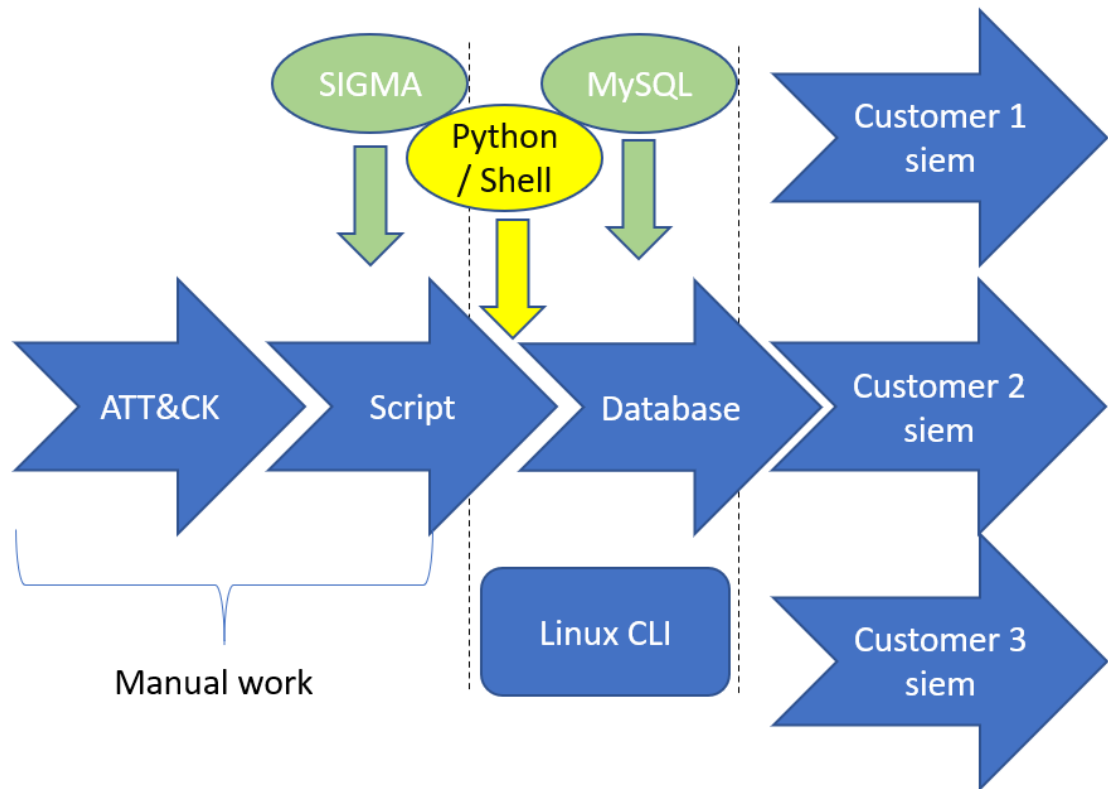 SIGMA
MySQL
Python
/ Shell
Customer 1
siem
ATT&CK
Script
Database
Customer 2
siem
Linux CLI
Customer 3
siem
Manual work